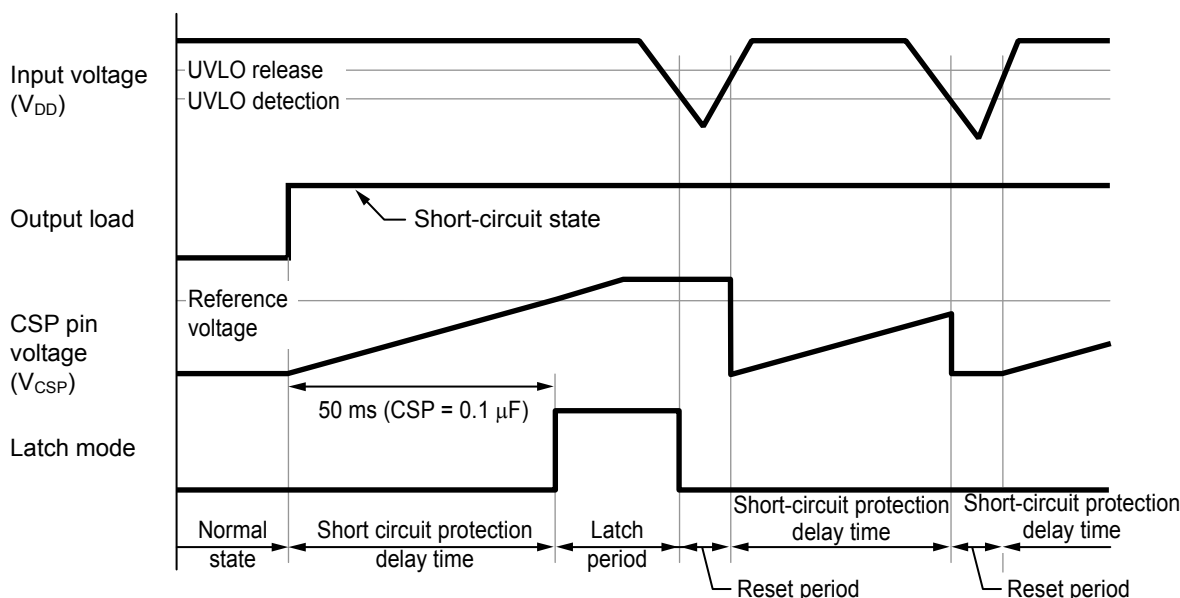 Input voltage
(VDD)
UVLO release
UVLO detection
Output load
Short-circuit state
Reference
voltage
CSP pin
voltage
(VCSP)
50 ms (CSP = 0.1 μF)
Latch mode
Normal
state
Short circuit protection
delay time
Latch
period
Short-circuit protection
delay time
Short-circuit protection
delay time
Reset period
Reset period